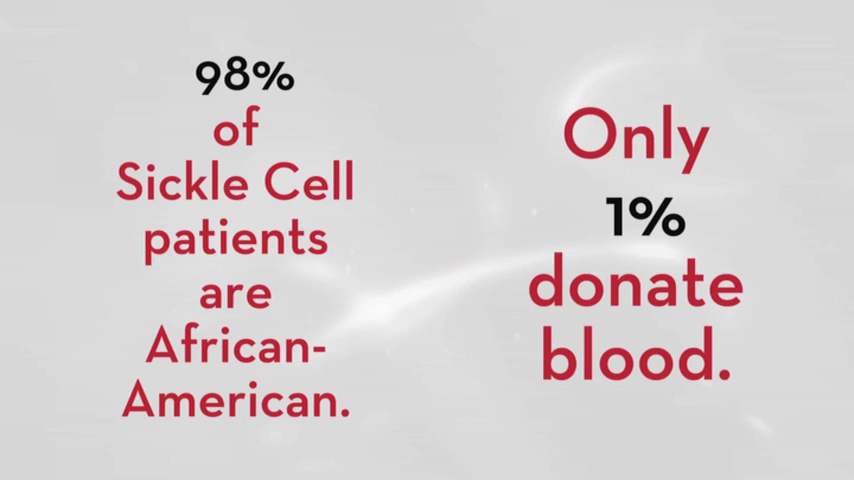 98%
of
Sickle Cell
patients
are
African-
American.
Only
1%
donate
blood.